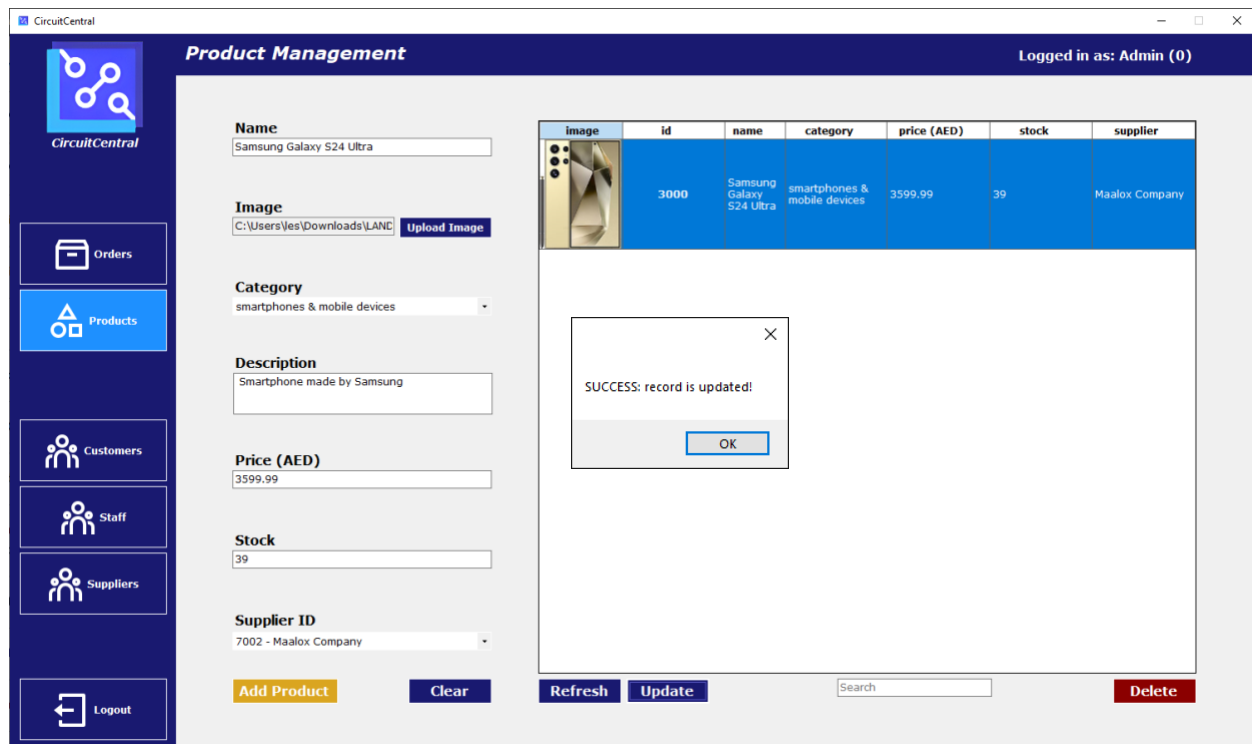 CircuitCentral
Product Management
Logged in as: Admin (0)
CircuitCentral
Orders
Products
Customers
Staff
Suppliers
Logout
Name
Samsung Galaxy S24 Ultra
Image
C:\Users\les\Downloads\LAND
Upload Image
Category
smartphones & mobile devices
Description
Smartphone made by Samsung
Price (AED)
3599.99
Stock
39
Supplier ID
7002 - Maalox Company
Add Product
Clear
image id name category price (AED) stock supplier
3000
Samsung
Galaxy
S24 Ultra
smartphones &
mobile devices
3599.99
39
Maalox Company
SUCCESS: record is updated!
OK
Refresh
Update
Search
Delete